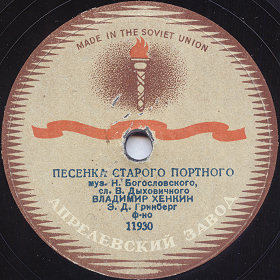 MADE IN THE SOVIET UNION
ПЕСЕНКА СТАРОГО ПОРТНОГО
муз. Н. Богословского,
сл. В. Дыховичного
ВЛАДИМИР ХЕНКИН
Э. Д. Гринберг
ф-но
11930
АПРЕЛЕВСКИЙ ЗАВОД